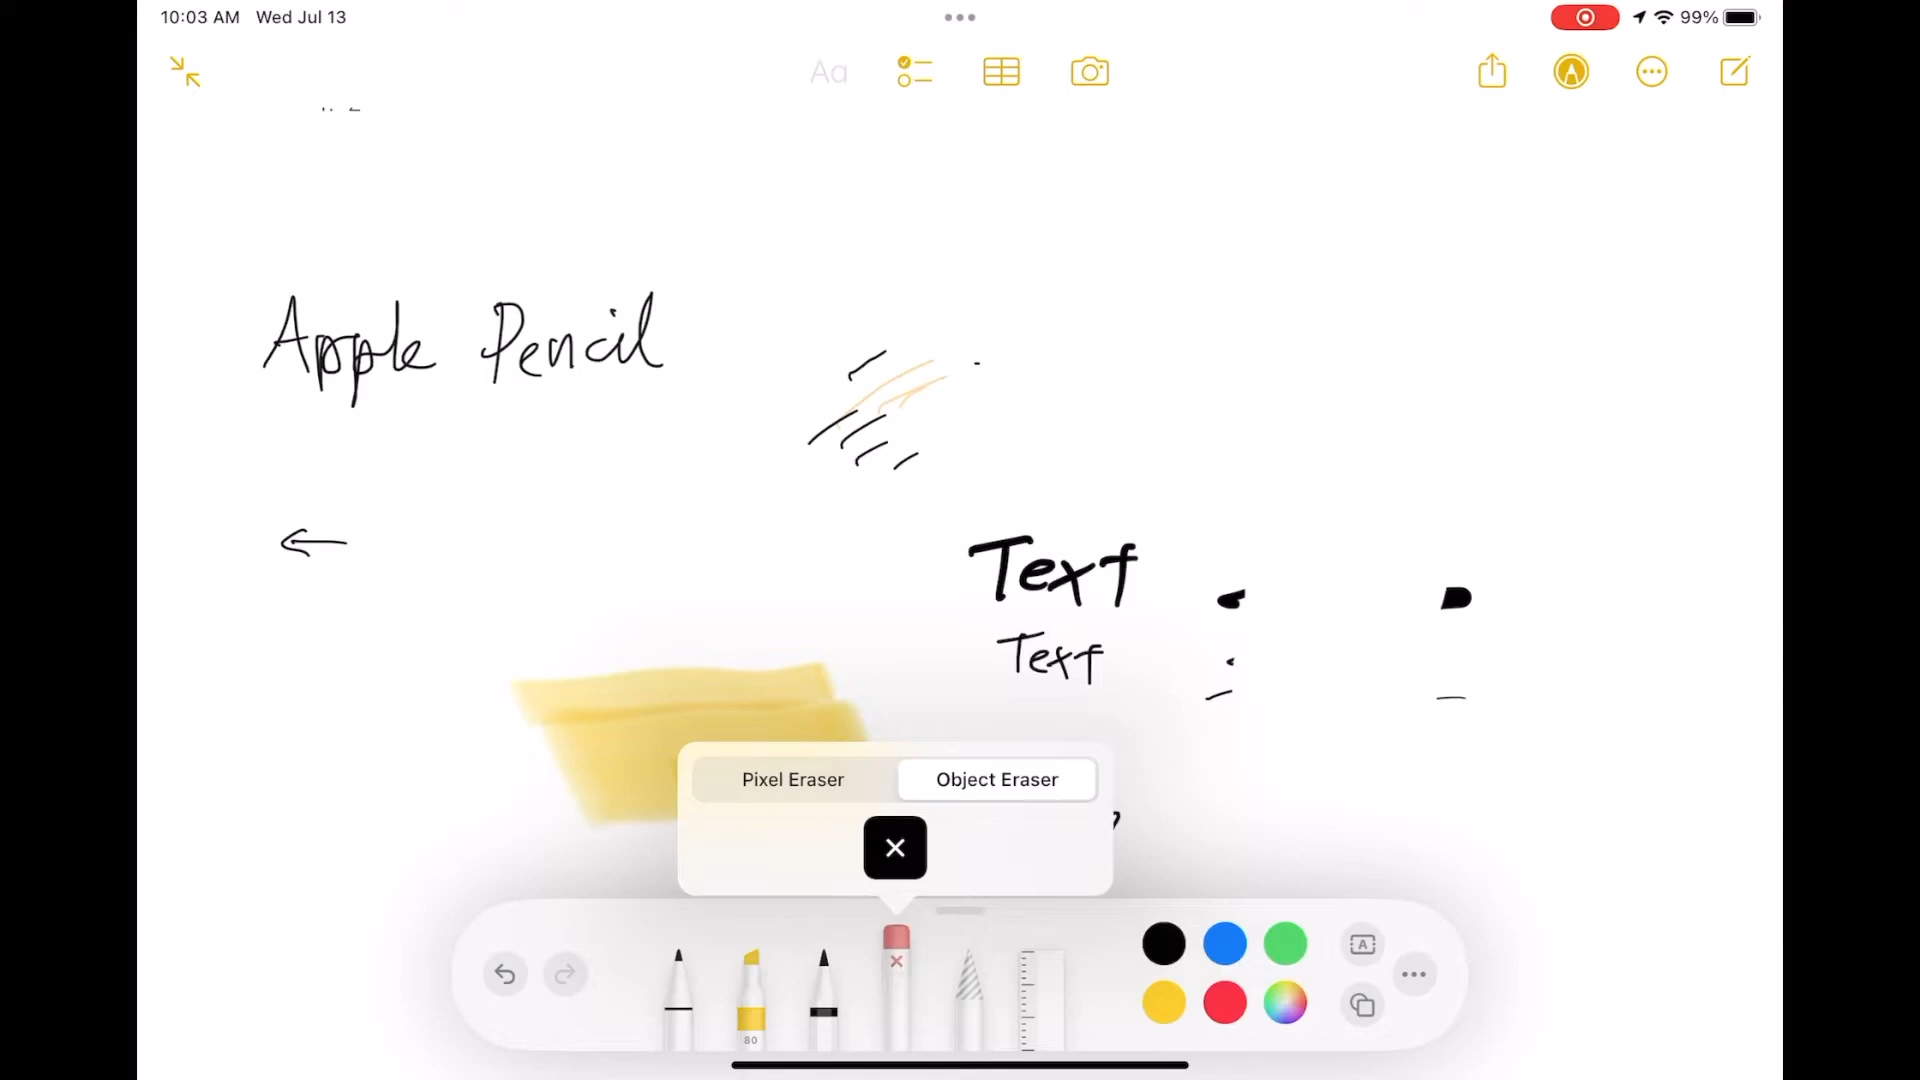 10:03 AM Wed Jul 13
99%
Aa
Apple Pencil
Text
Text
Pixel Eraser Object Eraser
80
A